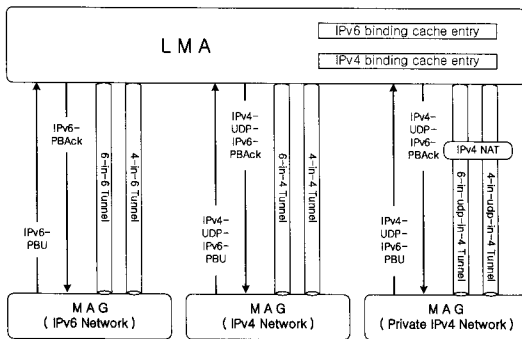 LMA
IPv6 binding cache entry
IPv4 binding cache entry
IPv6-
PBAck
IPv6-
PBU
6-in-6 Tunnel
4-in-6 Tunnel
IPv4-
UDP-
IPv6-
PBAck
IPv4-
UDP-
IPv6-
PBU
6-in-4 Tunnel
4-in-4 Tunnel
IPv4-
UDP-
IPv6-
PBAck
IPv4-
UDP-
IPv6-
PBU
IPv4 NAT
6-in-udp-in-4 Tunnel
4-in-udp-in-4 Tunnel
MAG
( IPv6 Network )
MAG
( IPv4 Network )
MAG
(Private IPv4 Network)